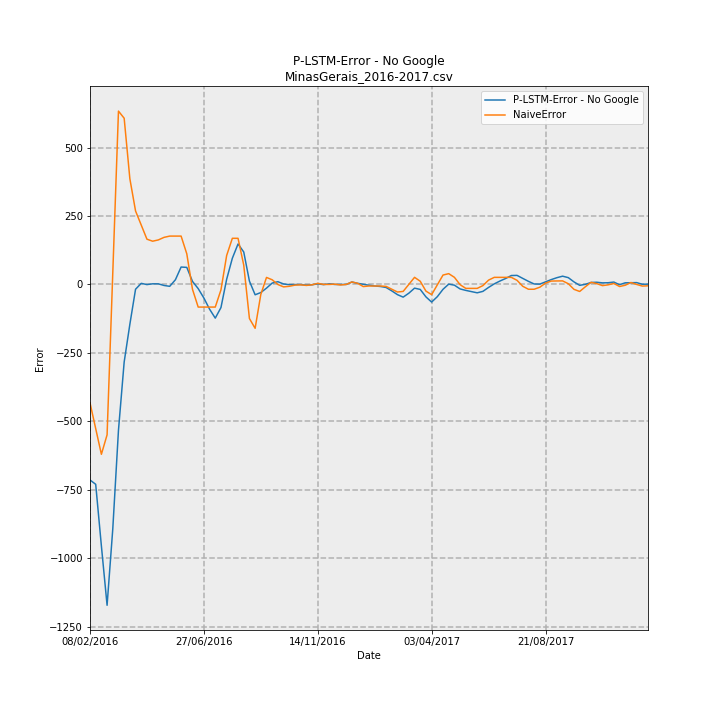 P-LSTM-Error - No Google
MinasGerais_2016-2017.csv
P-LSTM-Error - No Google
NaiveError
500
250
0
−250
−500
−750
−1000
−1250
Error
08/02/2016
27/06/2016
14/11/2016
03/04/2017
21/08/2017
Date